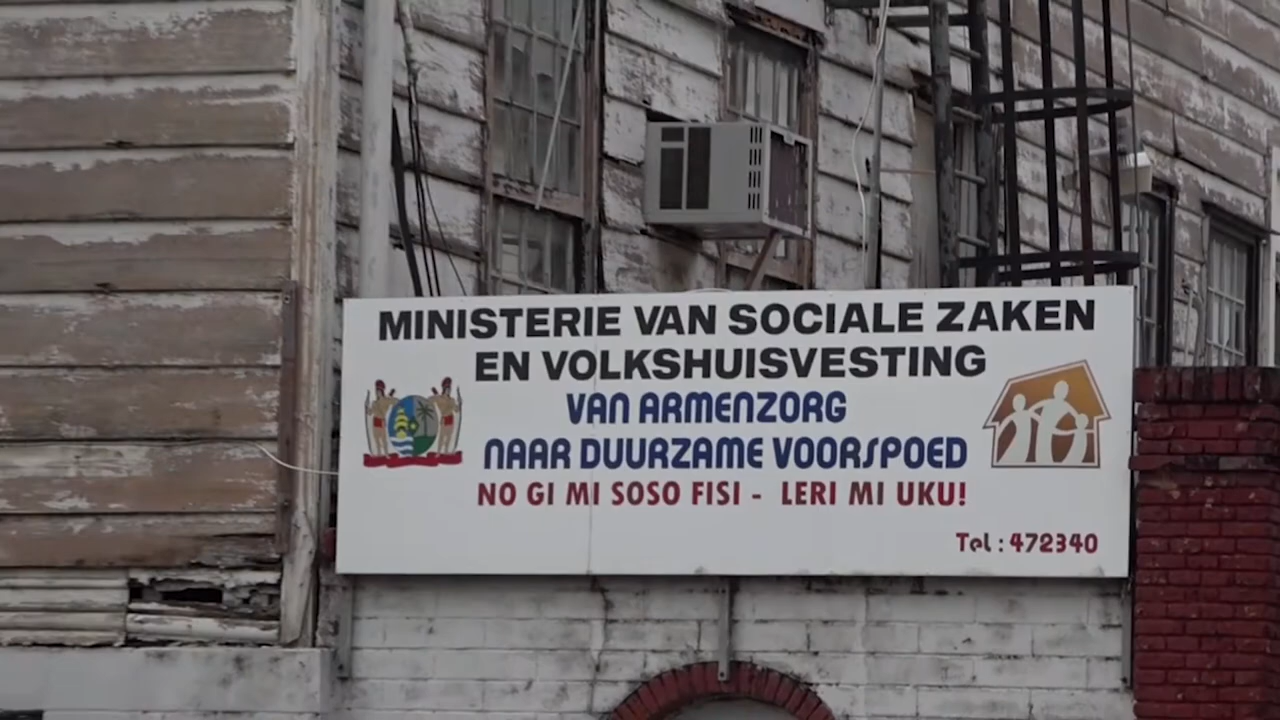 MINISTERIE VAN SOCIALE ZAKEN
EN VOLKSHUISVESTING
VAN ARMENZORG
NAAR DUURZAME VOORSPOED
NO GI MI SOSO FISI - LERI MI UKU!
Tel : 472340